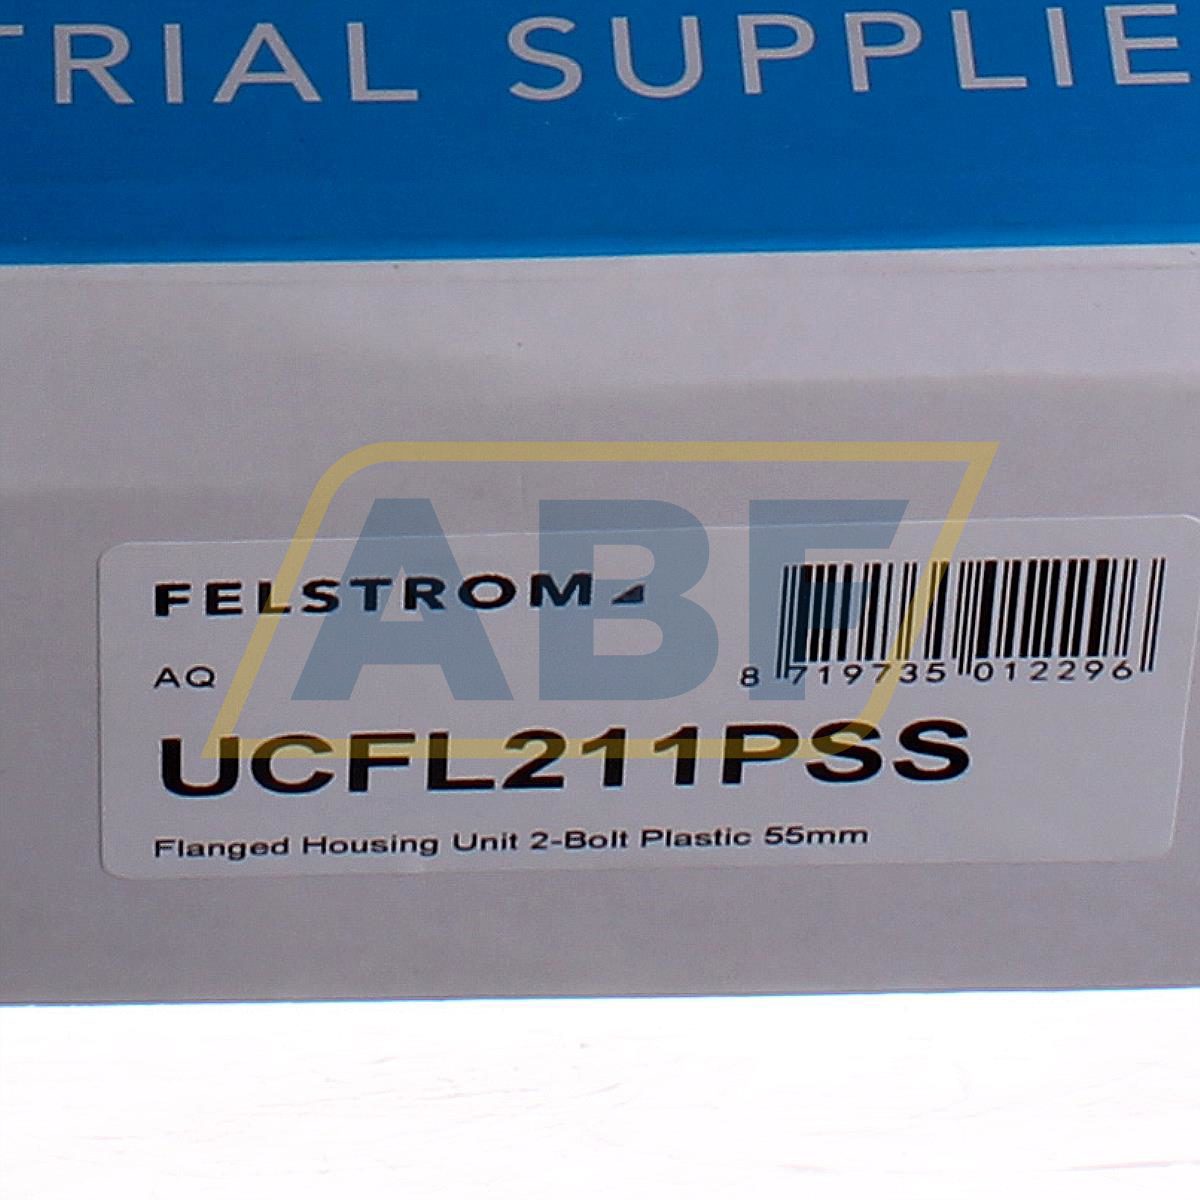 TRIAL SUPPLIE
FELSTROM
AQ
8 719735 012296
UCFL211PSS
Flanged Housing Unit 2-Bolt Plastic 55mm
ABF